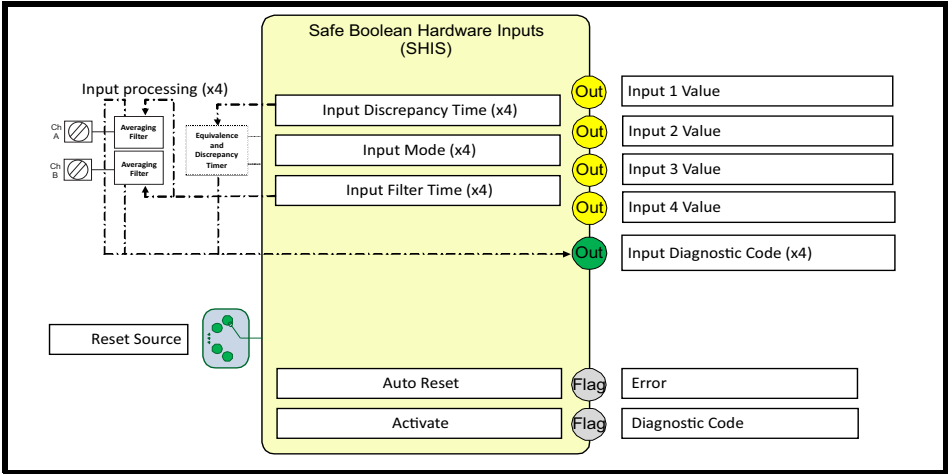 Safe Boolean Hardware Inputs
(SHIS)
Input processing (x4)
Ch
A
Averaging
Filter
Ch
B
Averaging
Filter
Equivalence
and
Discrepancy
Timer
Input Discrepancy Time (x4)
Input Mode (x4)
Input Filter Time (x4)
Out
Input 1 Value
Out
Input 2 Value
Out
Input 3 Value
Out
Input 4 Value
Out
Input Diagnostic Code (x4)
Reset Source
Auto Reset
Flag
Error
Activate
Flag
Diagnostic Code